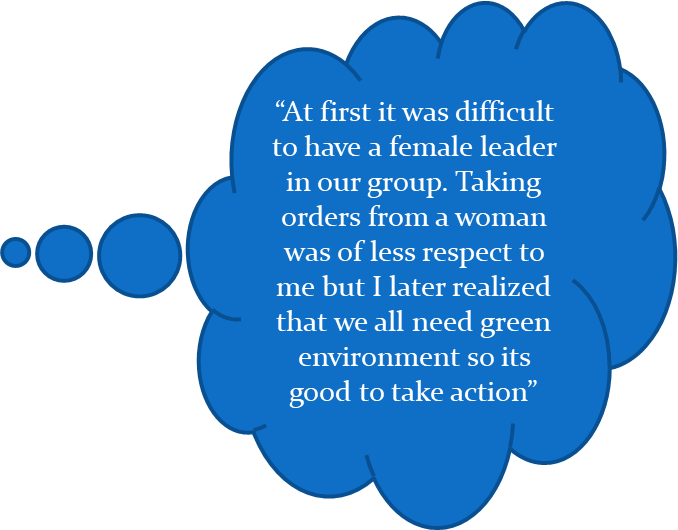 “At first it was difficult
to have a female leader
in our group. Taking
orders from a woman
was of less respect to
me but I later realized
that we all need green
environment so its
good to take action”